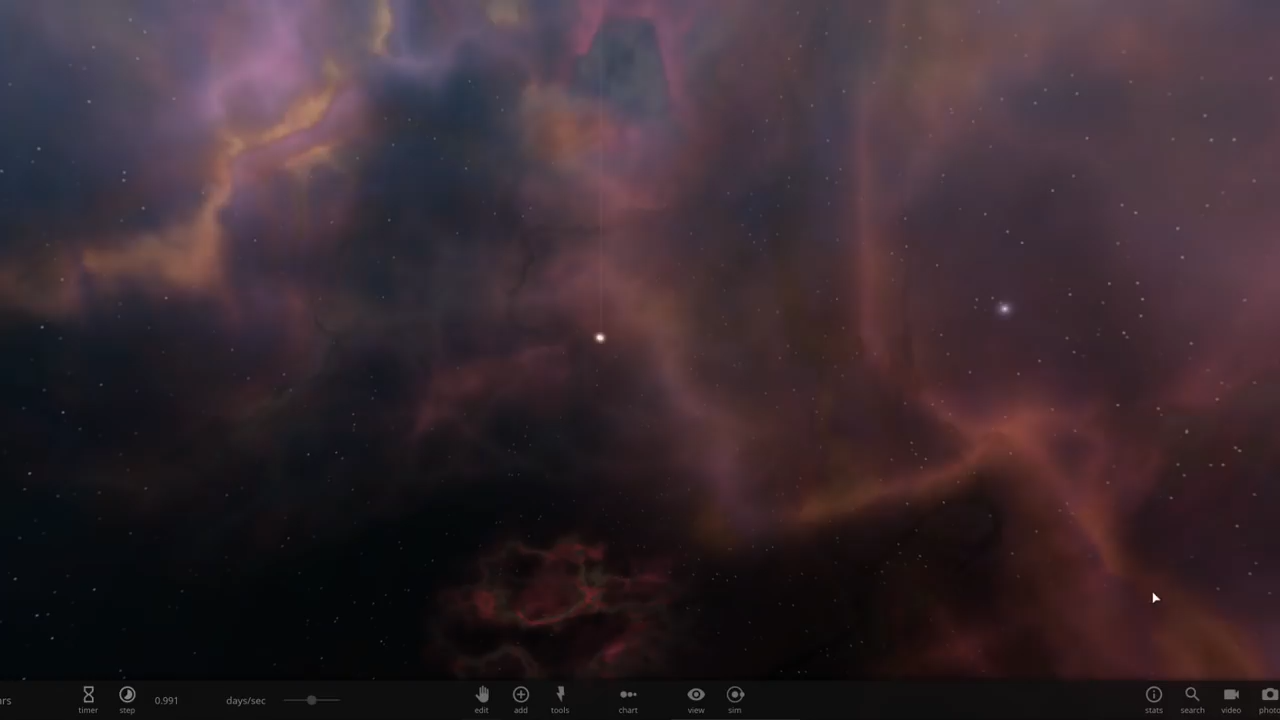 ars
timer
step
0.991
days/sec
edit
add
tools
chart
view
sim
stats
search
video
photo